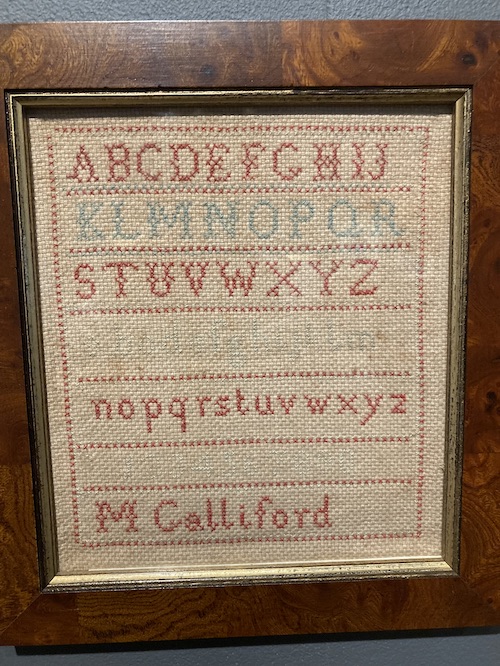 ABCDEFGHIJ
KLMNOPQR
STUVWXYZ
nopqrstuvwxyz
M Calliford